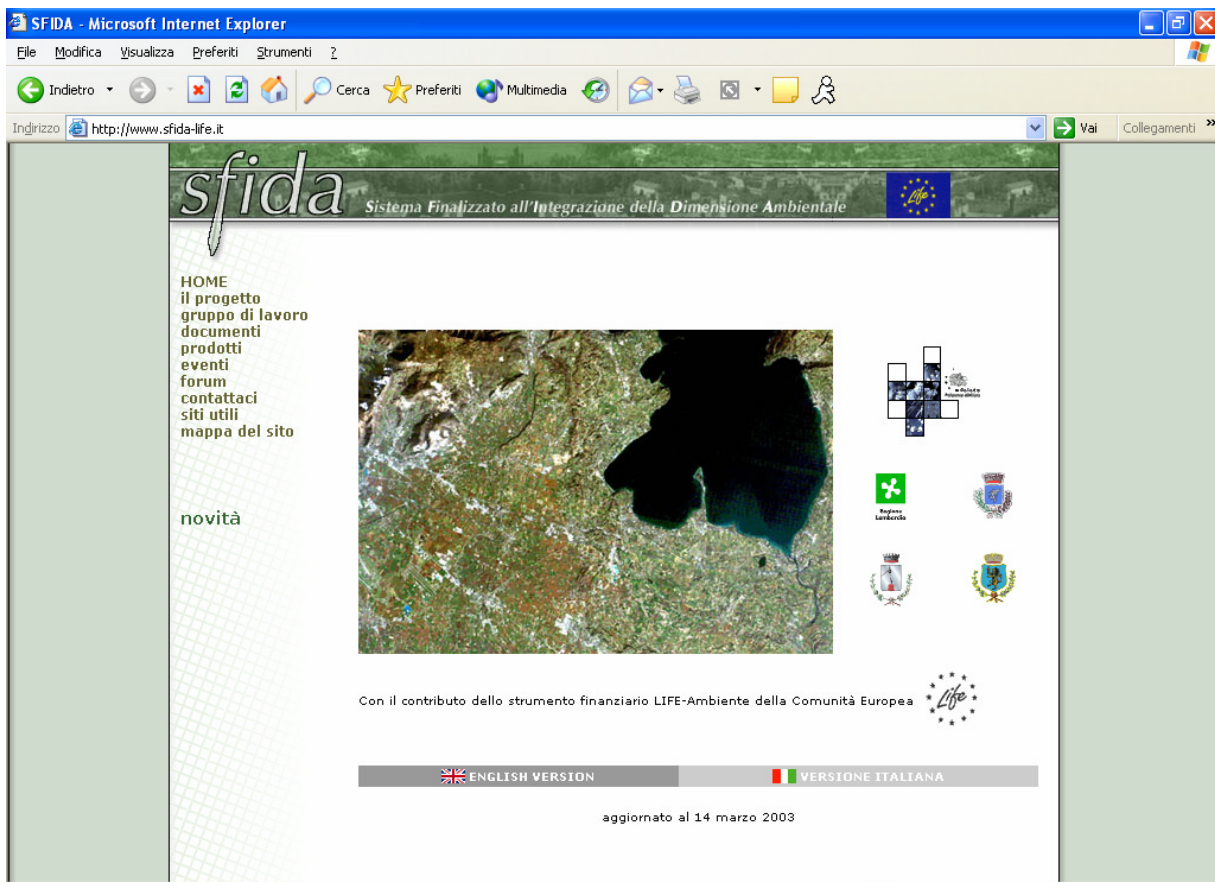 SFIDA - Microsoft Internet Explorer
File Modifica Visualizza Preferiti Strumenti ?
Indietro Cerca Preferiti Multimedia
Indirizzo http://www.sfida-life.it Vai Collegamenti »
sfida
Sistema Finalizzato all'Integrazione della Dimensione Ambientale
Life
HOME
il progetto
gruppo di lavoro
documenti
prodotti
eventi
forum
contattaci
siti utili
mappa del sito
novità
Regione
Lombardia
Con il contributo dello strumento finanziario LIFE-Ambiente della Comunità Europea
Life
ENGLISH VERSION
VERSIONE ITALIANA
aggiornato al 14 marzo 2003